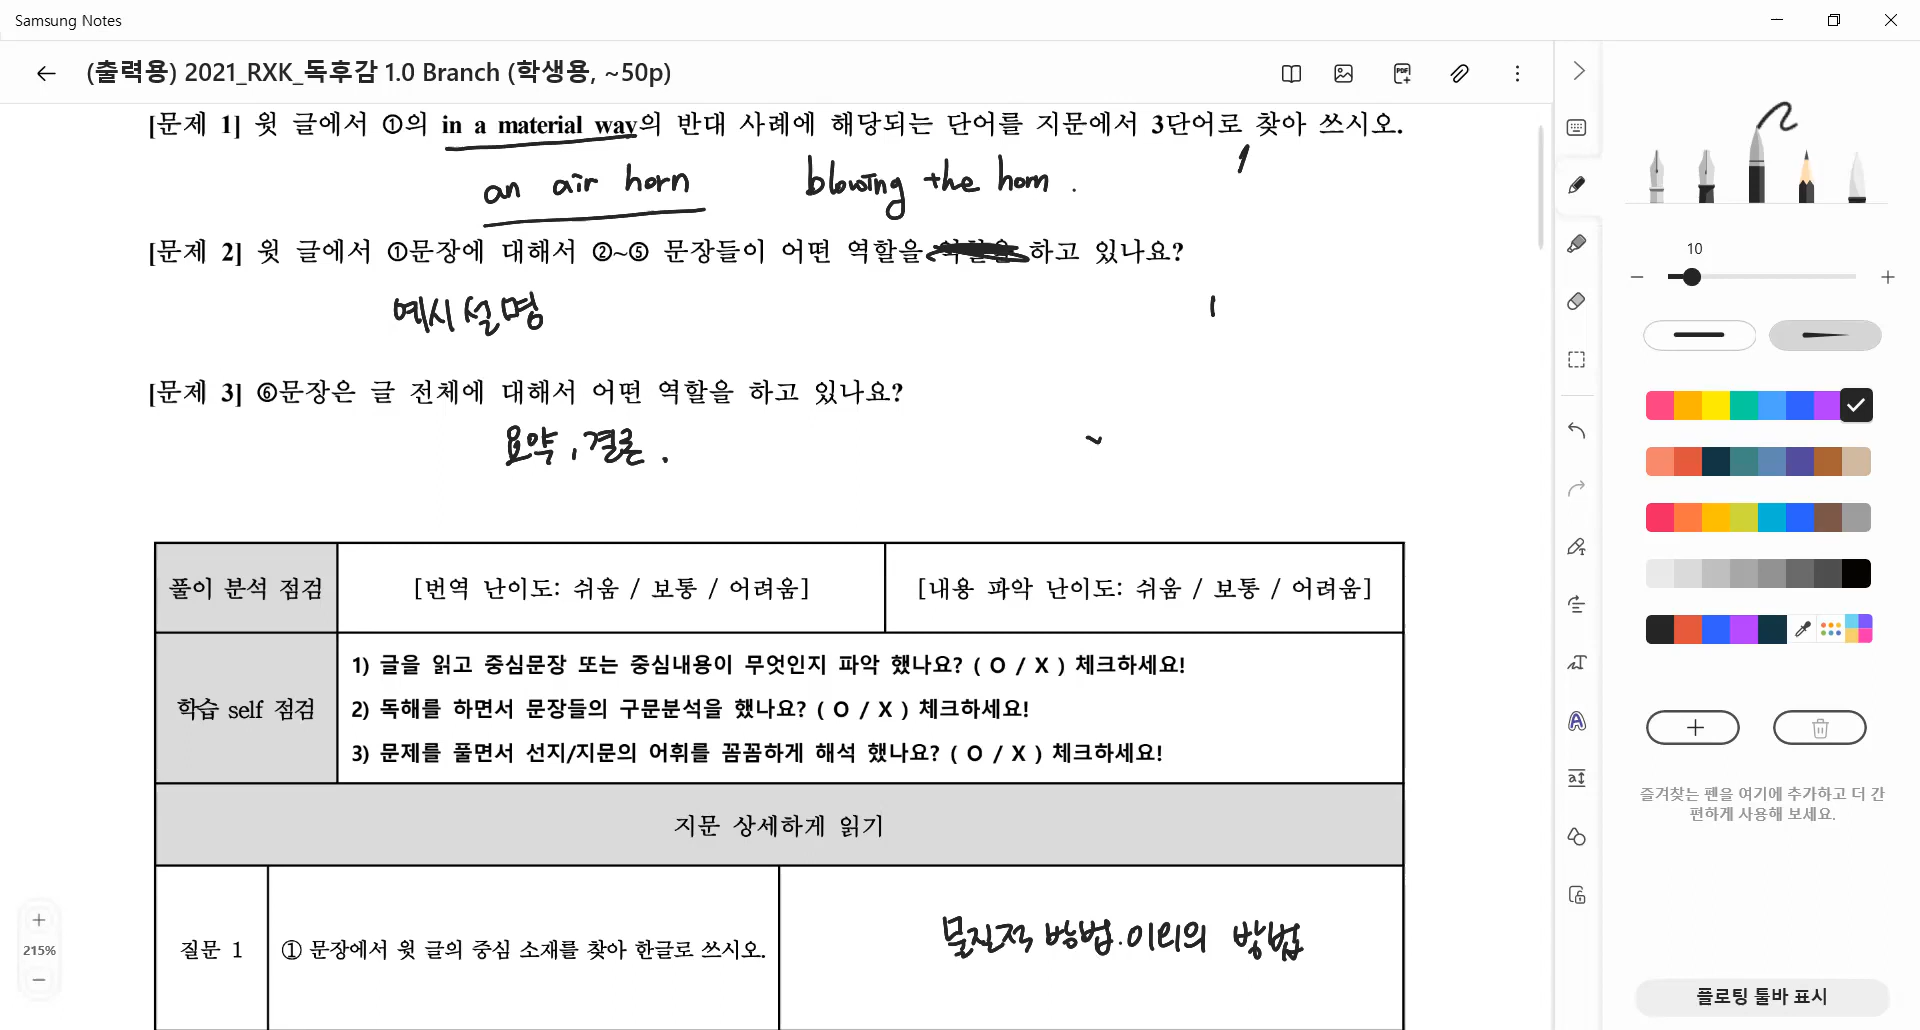 Samsung Notes
(출력용) 2021_RXK_독후감 1.0 Branch (학생용, ~50p)
[문제 1] 윗 글에서 ①의 in a material way의 반대 사례에 해당되는 단어를 지문에서 3단어로 찾아 쓰시오.
an air horn blowing the horn .
[문제 2] 윗 글에서 ①문장에 대해서 ②~⑤ 문장들이 어떤 역할을 하고 있나요?
예시 설명
[문제 3] ⑥문장은 글 전체에 대해서 어떤 역할을 하고 있나요?
요약, 결론.
풀이 분석 점검 [번역 난이도: 쉬움 / 보통 / 어려움] [내용 파악 난이도: 쉬움 / 보통 / 어려움]
학습 self 점검
1) 글을 읽고 중심문장 또는 중심내용이 무엇인지 파악 했나요? ( O / X ) 체크하세요!
2) 독해를 하면서 문장들의 구문분석을 했나요? ( O / X ) 체크하세요!
3) 문제를 풀면서 선지/지문의 어휘를 꼼꼼하게 해석 했나요? ( O / X ) 체크하세요!
지문 상세하게 읽기
질문 1 ① 문장에서 윗 글의 중심 소재를 찾아 한글로 쓰시오. 물질적 방법. 이외의 방법
215%
10
즐겨찾는 펜을 여기에 추가하고 더 간
편하게 사용해 보세요.
플로팅 툴바 표시